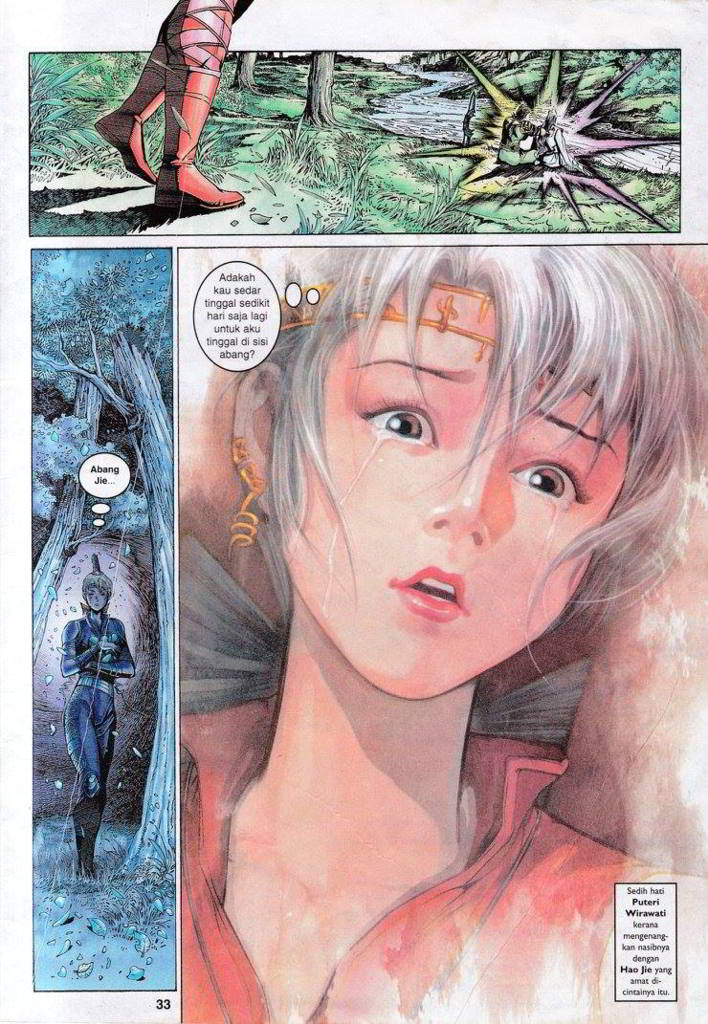 Adakah
kau sedar
tinggal sedikit
hari saja lagi
untuk aku
tinggal di sisi
abang?
Abang
Jie...
Sedih hati
Puteri
Wirawati
kerana
mengenang-
kan nasibnya
dengan
Hao Jie yang
amat di-
cintainya itu.
33